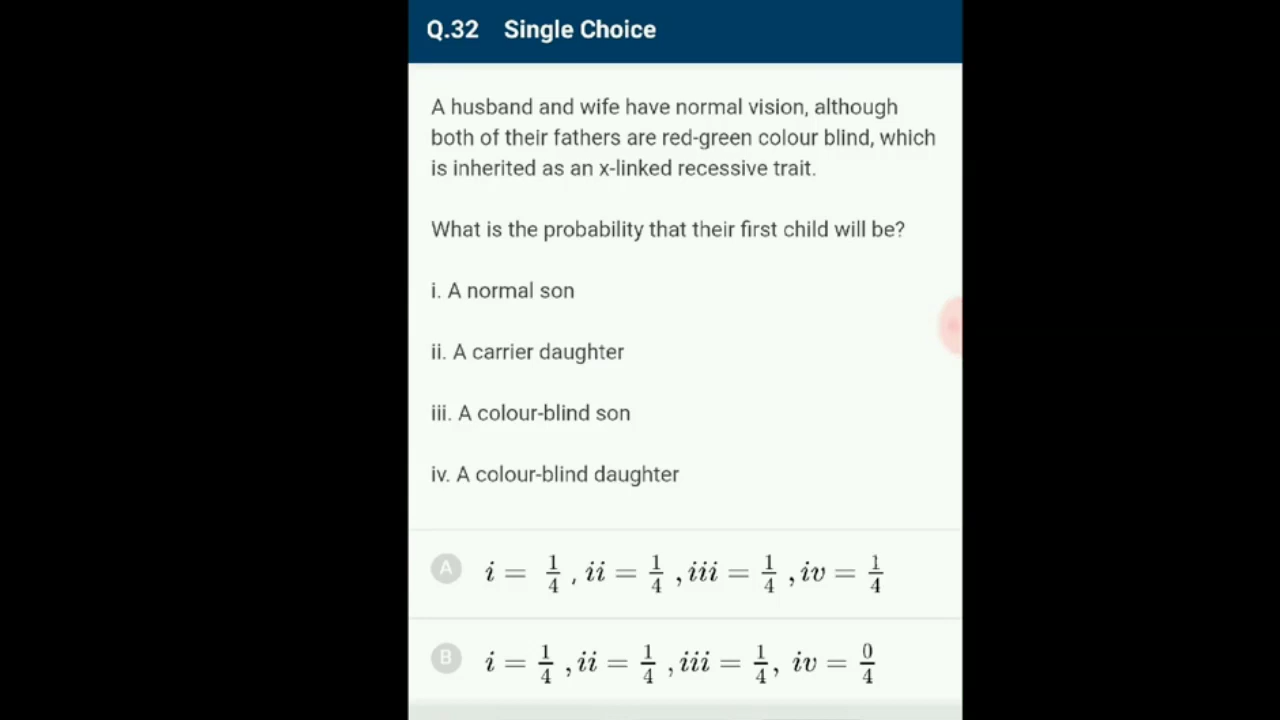 Q.32 Single Choice
A husband and wife have normal vision, although
both of their fathers are red-green colour blind, which
is inherited as an x-linked recessive trait.
What is the probability that their first child will be?
i. A normal son
ii. A carrier daughter
iii. A colour-blind son
iv. A colour-blind daughter
A i = 1/4 , ii = 1/4 , iii = 1/4 , iv = 1/4
B i = 1/4 , ii = 1/4 , iii = 1/4, iv = 0/4